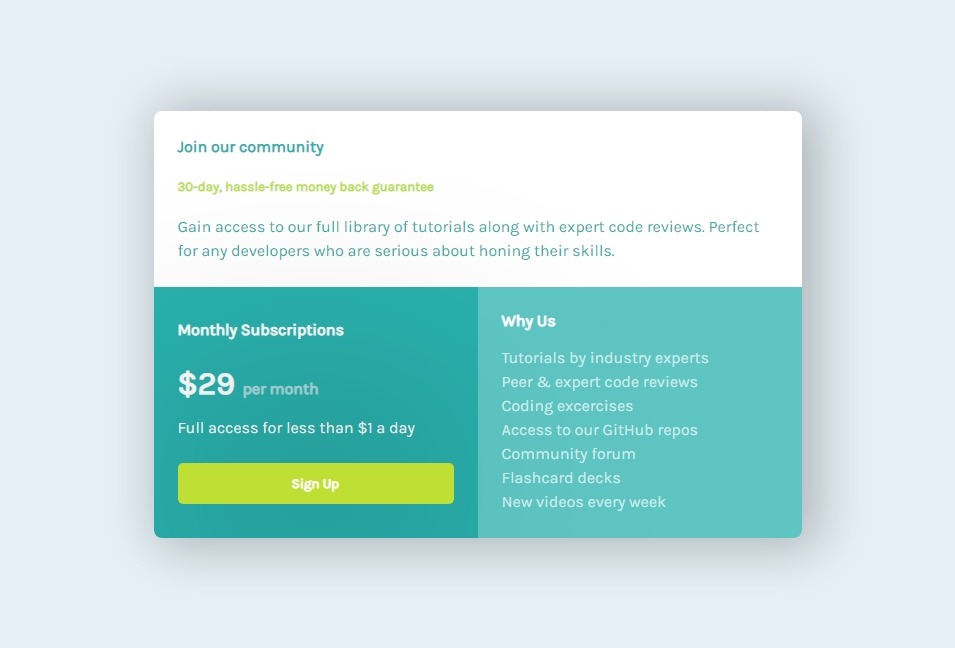 Join our community
30-day, hassle-free money back guarantee
Gain access to our full library of tutorials along with expert code reviews. Perfect
for any developers who are serious about honing their skills.
Monthly Subscriptions
$29 per month
Full access for less than $1 a day
Sign Up
Why Us
Tutorials by industry experts
Peer & expert code reviews
Coding excercises
Access to our GitHub repos
Community forum
Flashcard decks
New videos every week